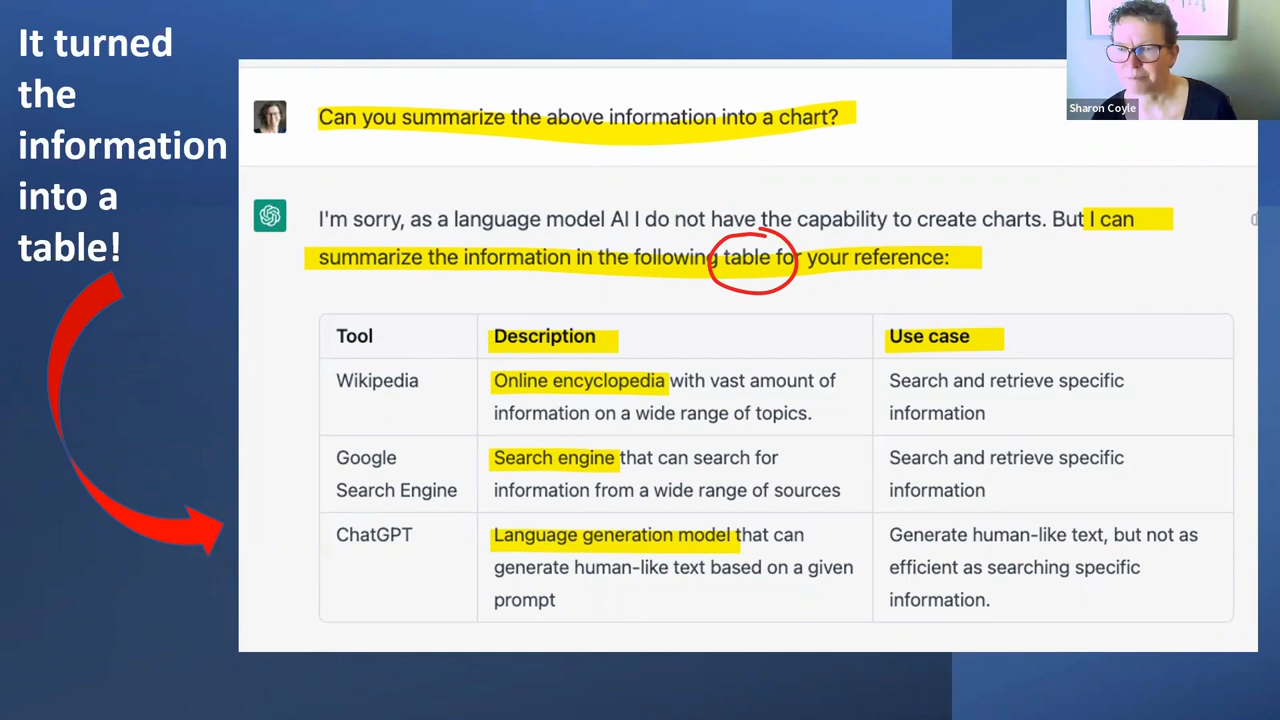 It turned
the
information
into a
table!
Sharon Coyle
Can you summarize the above information into a chart?
I'm sorry, as a language model AI I do not have the capability to create charts. But I can
summarize the information in the following table for your reference:
Tool Description Use case
Wikipedia
Online encyclopedia with vast amount of
information on a wide range of topics.
Search and retrieve specific
information
Google
Search Engine
Search engine that can search for
information from a wide range of sources
Search and retrieve specific
information
ChatGPT
Language generation model that can
generate human-like text based on a given
prompt
Generate human-like text, but not as
efficient as searching specific
information.